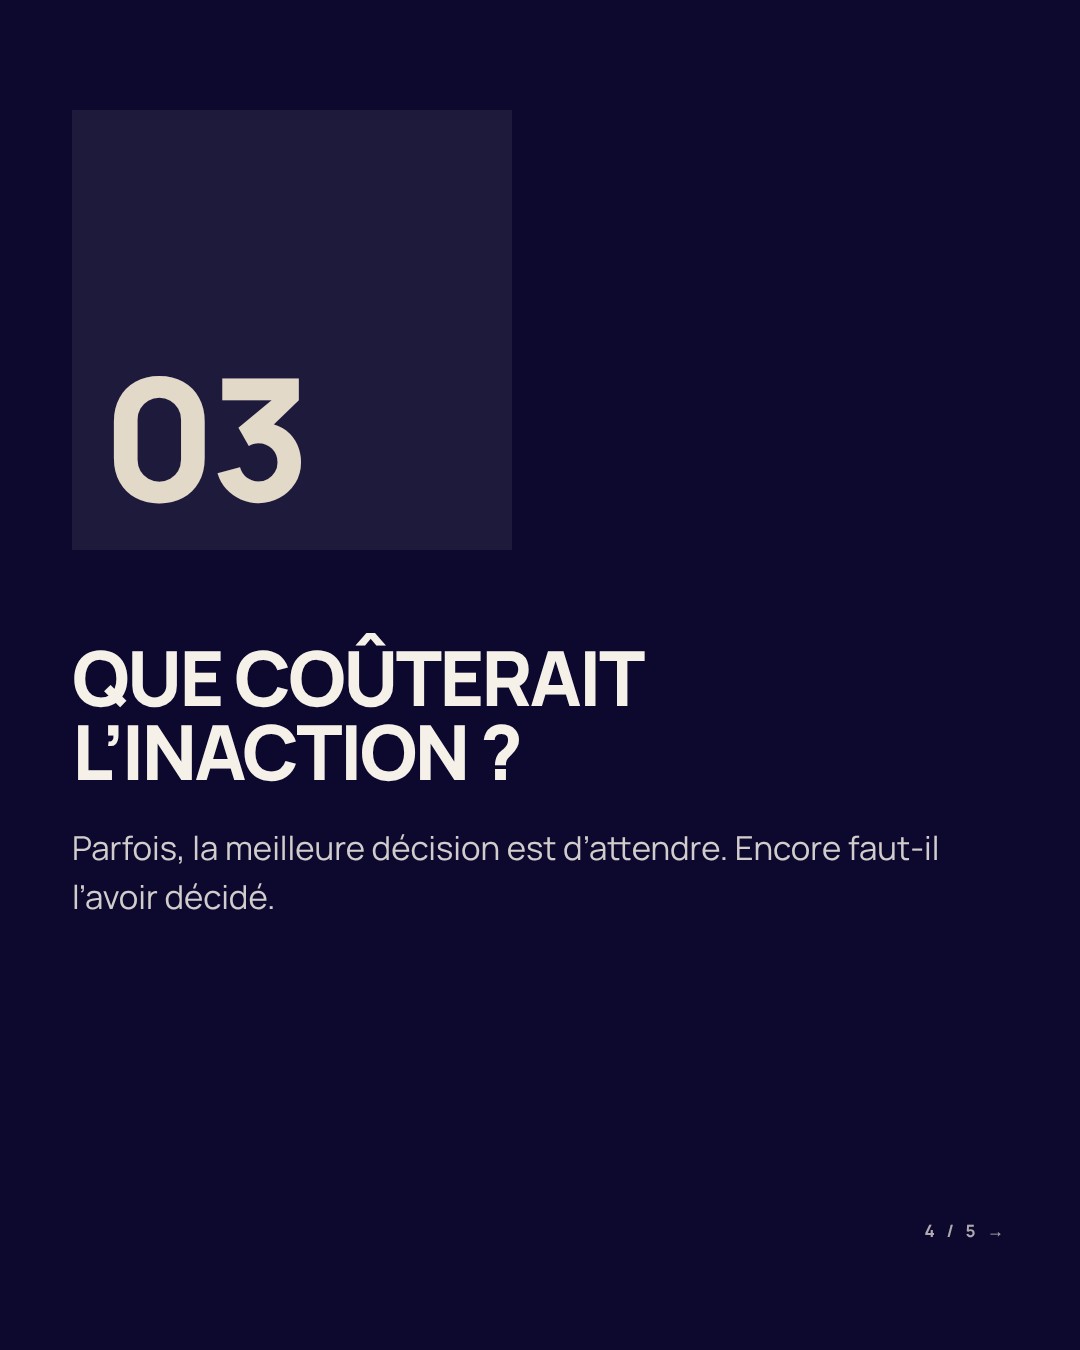 03
QUE COÛTERAIT
L’INACTION ?
Parfois, la meilleure décision est d’attendre. Encore faut-il
l’avoir décidé.
4 / 5 →